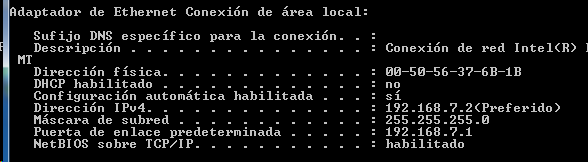 Adaptador de Ethernet Conexión de área local:
Sufijo DNS específico para la conexión. . :
Descripción . . . . . . . . . . . . . . . : Conexión de red Intel(R)
MT
Dirección física. . . . . . . . . . . . . : 00-50-56-37-6B-1B
DHCP habilitado . . . . . . . . . . . . . : no
Configuración automática habilitada . . . : sí
Dirección IPv4. . . . . . . . . . . . . . : 192.168.7.2(Preferido)
Máscara de subred . . . . . . . . . . . . : 255.255.255.0
Puerta de enlace predeterminada . . . . . : 192.168.7.1
NetBIOS sobre TCP/IP. . . . . . . . . . . : habilitado